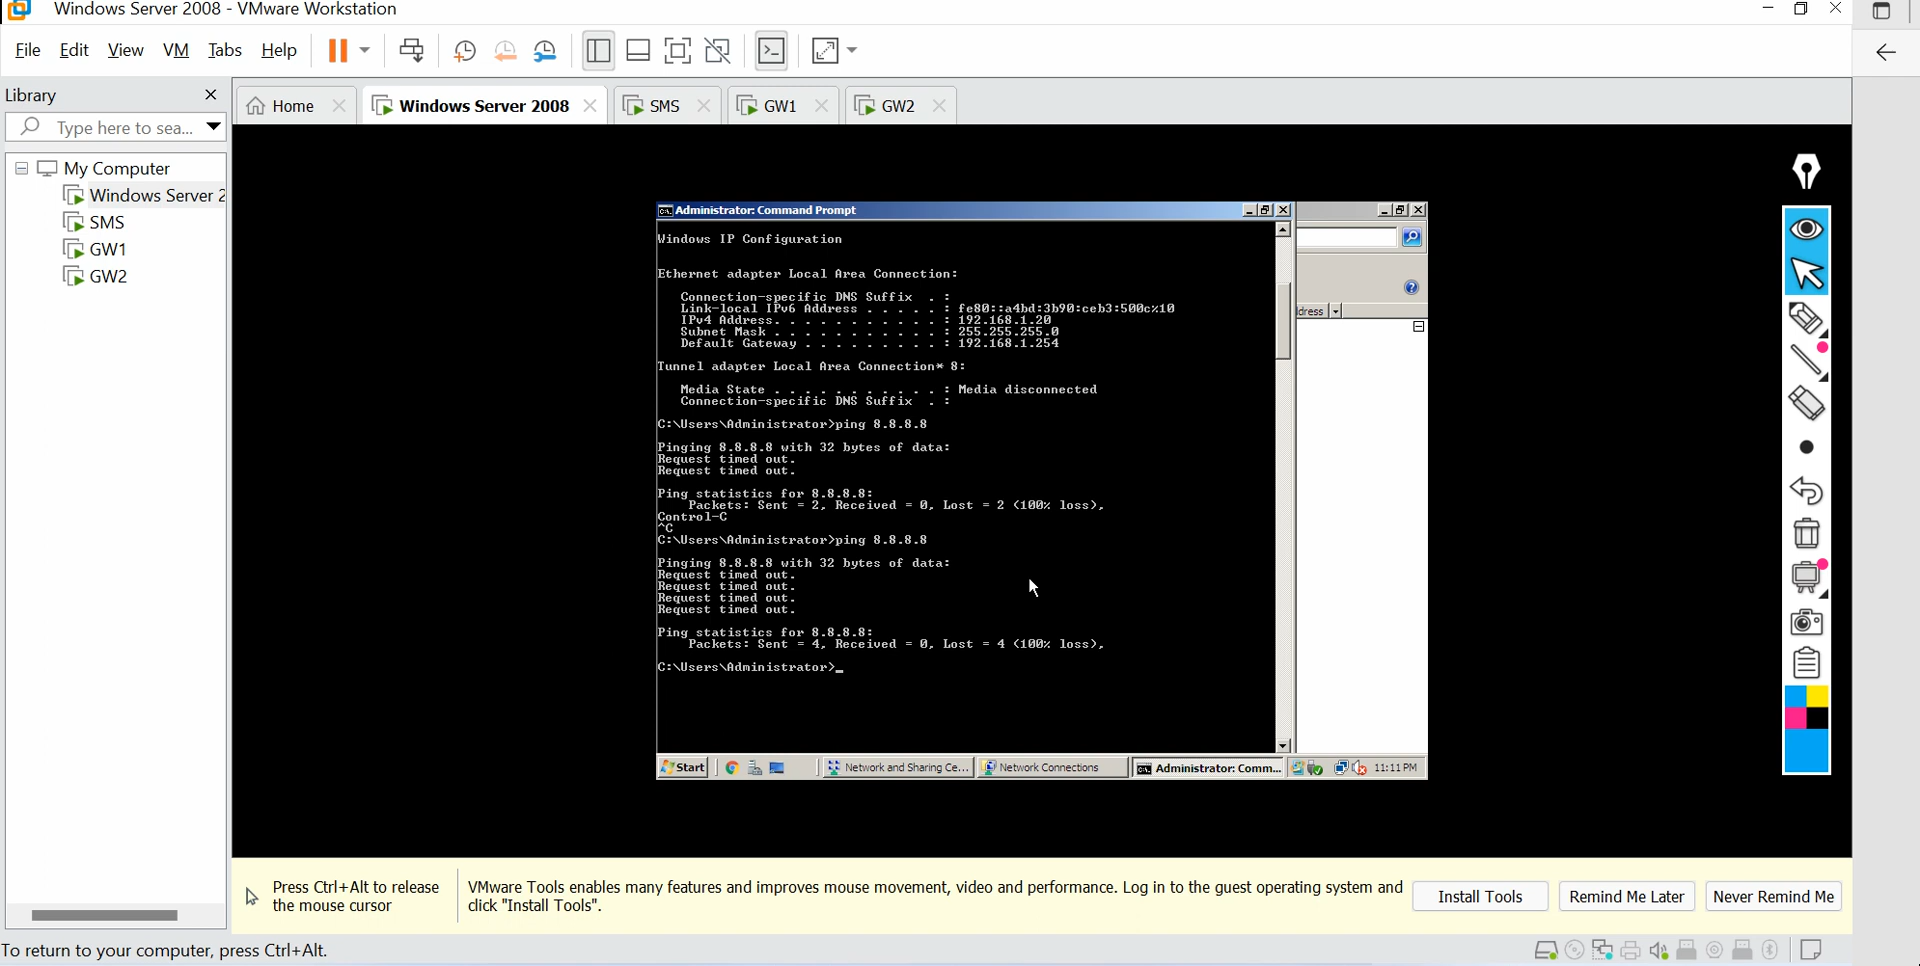 Windows Server 2008 - VMware Workstation
File Edit View VM Tabs Help
Library
Type here to sea...
My Computer
Windows Server 2
SMS
GW1
GW2
Home
Windows Server 2008
SMS
GW1
GW2
Administrator: Command Prompt
Windows IP Configuration
Ethernet adapter Local Area Connection:
Connection-specific DNS Suffix . :
Link-local IPv6 Address . . . . . : fe80::a4bd:3b90:ceb3:500c%10
IPv4 Address. . . . . . . . . . . : 192.168.1.20
Subnet Mask . . . . . . . . . . . : 255.255.255.0
Default Gateway . . . . . . . . . : 192.168.1.254
Tunnel adapter Local Area Connection* 8:
Media State . . . . . . . . . . . : Media disconnected
Connection-specific DNS Suffix . :
C:\Users\Administrator>ping 8.8.8.8
Pinging 8.8.8.8 with 32 bytes of data:
Request timed out.
Request timed out.
Ping statistics for 8.8.8.8:
Packets: Sent = 2, Received = 0, Lost = 2 (100% loss),
Control-C
^C
C:\Users\Administrator>ping 8.8.8.8
Pinging 8.8.8.8 with 32 bytes of data:
Request timed out.
Request timed out.
Request timed out.
Request timed out.
Ping statistics for 8.8.8.8:
Packets: Sent = 4, Received = 0, Lost = 4 (100% loss),
C:\Users\Administrator>_
dress
Start
Network and Sharing Ce...
Network Connections
Administrator: Comm...
11:11 PM
Press Ctrl+Alt to release
the mouse cursor
VMware Tools enables many features and improves mouse movement, video and performance. Log in to the guest operating system and
click "Install Tools".
Install Tools
Remind Me Later
Never Remind Me
To return to your computer, press Ctrl+Alt.